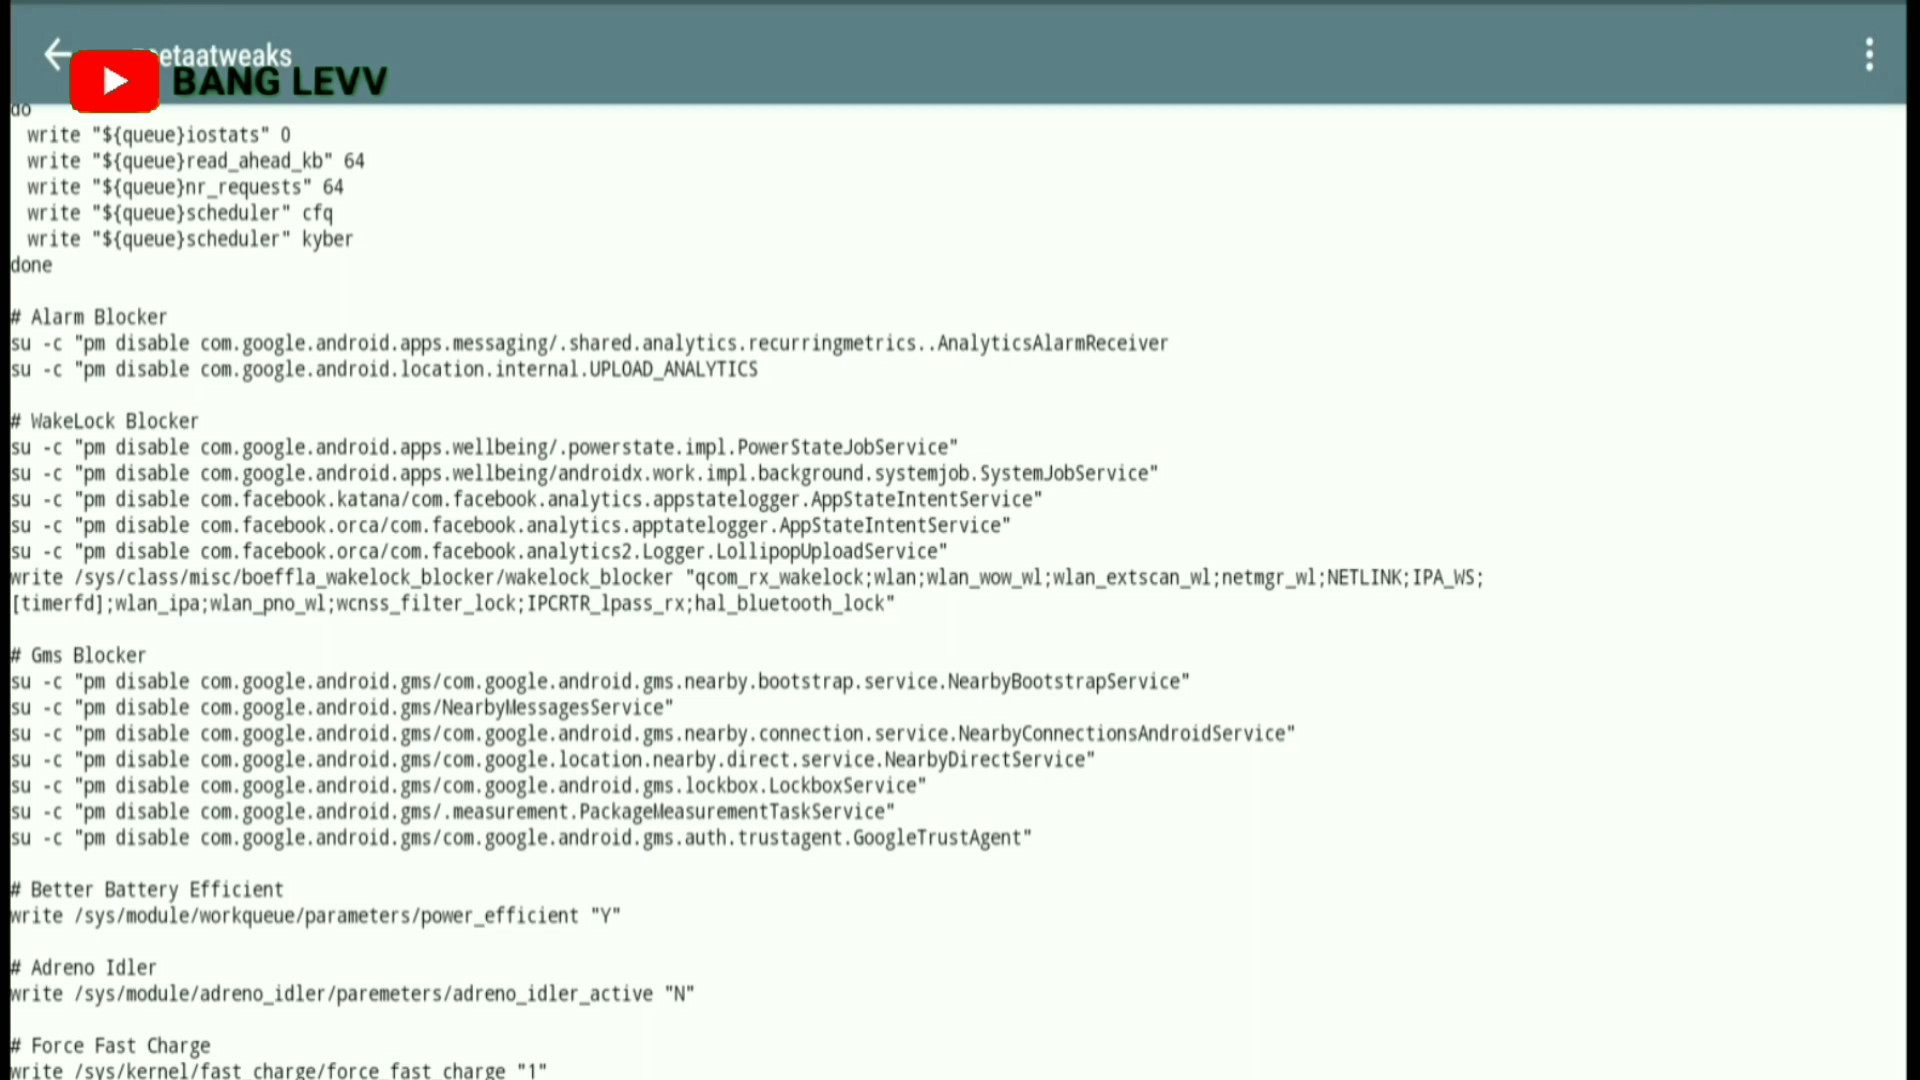 etaatweaks
BANG LEVV
do
write "${queue}iostats" 0
write "${queue}read_ahead_kb" 64
write "${queue}nr_requests" 64
write "${queue}scheduler" cfq
write "${queue}scheduler" kyber
done
# Alarm Blocker
su -c "pm disable com.google.android.apps.messaging/.shared.analytics.recurringmetrics..AnalyticsAlarmReceiver
su -c "pm disable com.google.android.location.internal.UPLOAD_ANALYTICS
# WakeLock Blocker
su -c "pm disable com.google.android.apps.wellbeing/.powerstate.impl.PowerStateJobService"
su -c "pm disable com.google.android.apps.wellbeing/androidx.work.impl.background.systemjob.SystemJobService"
su -c "pm disable com.facebook.katana/com.facebook.analytics.appstatelogger.AppStateIntentService"
su -c "pm disable com.facebook.orca/com.facebook.analytics.apptatelogger.AppStateIntentService"
su -c "pm disable com.facebook.orca/com.facebook.analytics2.Logger.LollipopUploadService"
write /sys/class/misc/boeffla_wakelock_blocker/wakelock_blocker "qcom_rx_wakelock;wlan;wlan_wow_wl;wlan_extscan_wl;netmgr_wl;NETLINK;IPA_WS;
[timerfd];wlan_ipa;wlan_pno_wl;wcnss_filter_lock;IPCRTR_lpass_rx;hal_bluetooth_lock"
# Gms Blocker
su -c "pm disable com.google.android.gms/com.google.android.gms.nearby.bootstrap.service.NearbyBootstrapService"
su -c "pm disable com.google.android.gms/NearbyMessagesService"
su -c "pm disable com.google.android.gms/com.google.android.gms.nearby.connection.service.NearbyConnectionsAndroidService"
su -c "pm disable com.google.android.gms/com.google.location.nearby.direct.service.NearbyDirectService"
su -c "pm disable com.google.android.gms/com.google.android.gms.lockbox.LockboxService"
su -c "pm disable com.google.android.gms/.measurement.PackageMeasurementTaskService"
su -c "pm disable com.google.android.gms/com.google.android.gms.auth.trustagent.GoogleTrustAgent"
# Better Battery Efficient
write /sys/module/workqueue/parameters/power_efficient "Y"
# Adreno Idler
write /sys/module/adreno_idler/paremeters/adreno_idler_active "N"
# Force Fast Charge
write /sys/kernel/fast_charge/force_fast_charge "1"